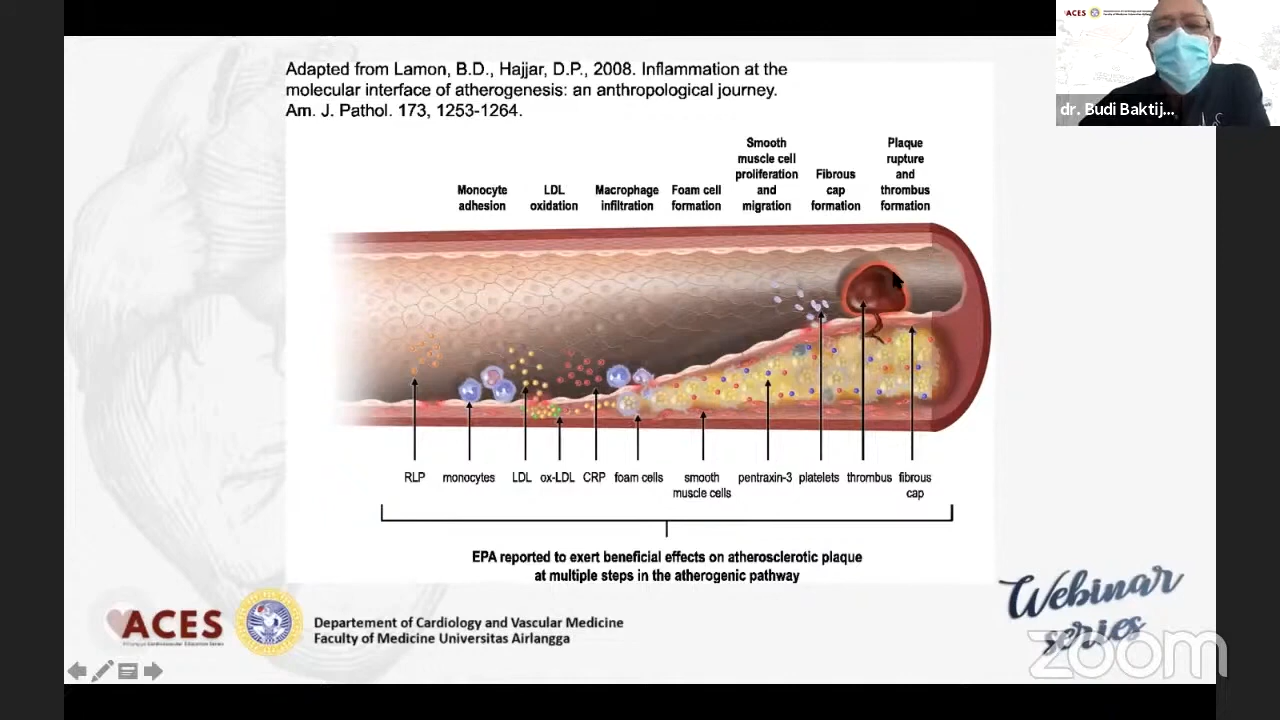 Adapted from Lamon, B.D., Hajjar, D.P., 2008. Inflammation at the
molecular interface of atherogenesis: an anthropological journey.
Am. J. Pathol. 173, 1253-1264.
ACES
dr. Budi Baktij...
Monocyte
adhesion
LDL
oxidation
Macrophage
infiltration
Foam cell
formation
Smooth
muscle cell
proliferation
and
migration
Fibrous
cap
formation
Plaque
rupture
and
thrombus
formation
RLP
monocytes
LDL
ox-LDL
CRP
foam cells
smooth
muscle cells
pentraxin-3
platelets
thrombus
fibrous
cap
EPA reported to exert beneficial effects on atherosclerotic plaque
at multiple steps in the atherogenic pathway
ACES
Departement of Cardiology and Vascular Medicine
Faculty of Medicine Universitas Airlangga
Webinar
series
zoom